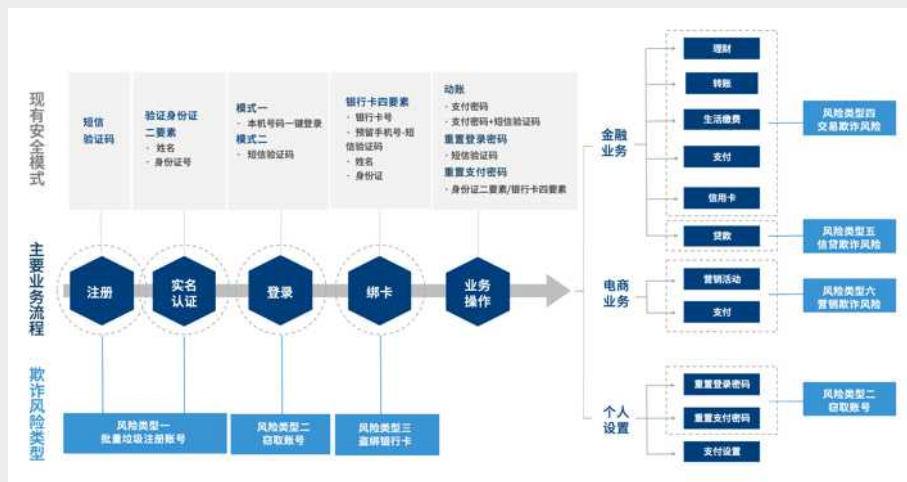 现有安全模式
短信
验证码
验证身份证
二要素
· 姓名
· 身份证号
模式一
· 本机号码一键登录
模式二
· 短信验证码
银行卡四要素
· 银行卡号
· 预留手机号-短
信验证码
· 姓名
· 身份证
动账
· 支付密码
· 支付密码+短信验证码
重置登录密码
· 短信验证码
重置支付密码
· 身份证二要素/银行卡四要素
主要业务流程
注册
实名
认证
登录
绑卡
业务
操作
欺诈风险类型
风险类型一
批量垃圾注册账号
风险类型二
窃取账号
风险类型三
盗绑银行卡
金融
业务
理财
转账
生活缴费
支付
信用卡
贷款
风险类型四
交易欺诈风险
风险类型五
信贷欺诈风险
电商
业务
营销活动
支付
风险类型六
营销欺诈风险
个人
设置
重置登录密码
重置支付密码
支付设置
风险类型二
窃取账号